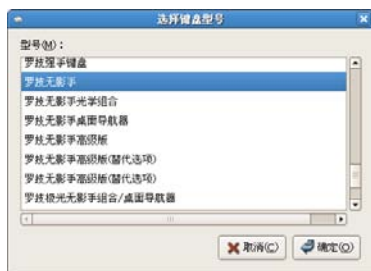 选择键盘型号
型号(M)：
罗技强手键盘
罗技无影手
罗技无影手光学组合
罗技无影手桌面导航器
罗技无影手高级版
罗技无影手高级版(替代选项)
罗技无影手高级版(替代选项)
罗技极光无影手组合/桌面导航器
取消(C) 确定(O)